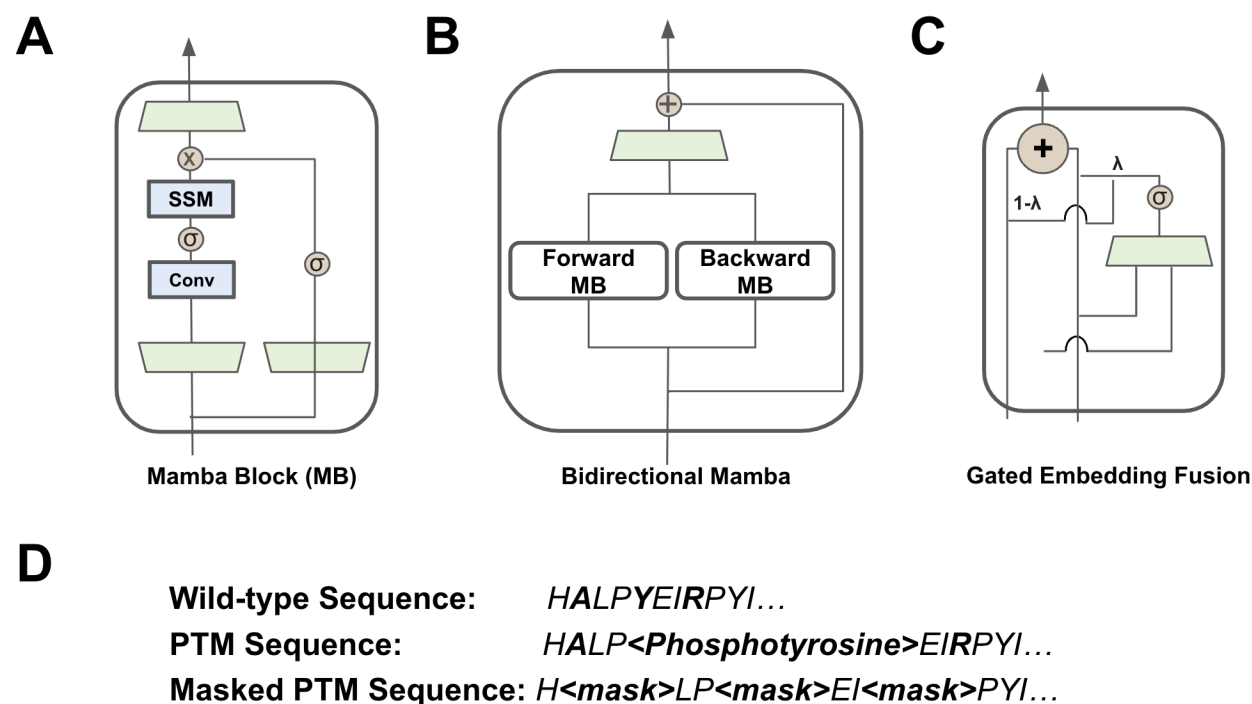 A
B
C
x
SSM
σ
Conv
σ
Mamba Block (MB)
+
Forward
MB
Backward
MB
Bidirectional Mamba
+
λ
1-λ
σ
Gated Embedding Fusion
D
Wild-type Sequence: HALPYEIRPYI...
PTM Sequence: HALP<Phosphotyrosine>EIRPYI...
Masked PTM Sequence: H<mask>LP<mask>EI<mask>PYI...